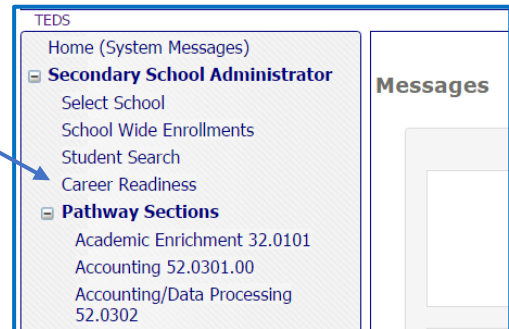 TEDS
Home (System Messages)
Secondary School Administrator
Select School
School Wide Enrollments
Student Search
Career Readiness
Pathway Sections
Academic Enrichment 32.0101
Accounting 52.0301.00
Accounting/Data Processing
52.0302
Messages